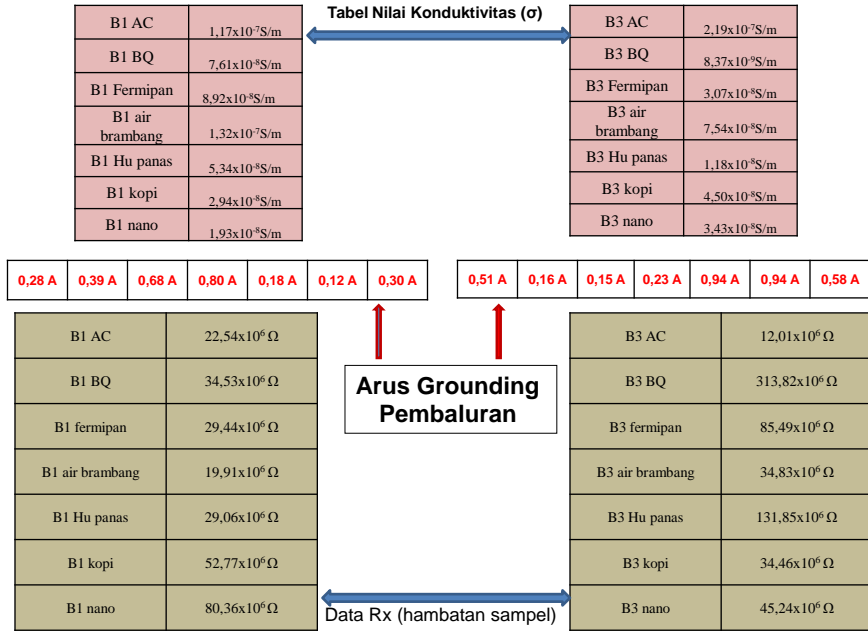 Tabel Nilai Konduktivitas (σ)
B1 AC 1,17x10⁻⁷S/m
B1 BQ 7,61x10⁻⁸S/m
B1 Fermipan 8,92x10⁻⁸S/m
B1 air
brambang 1,32x10⁻⁷S/m
B1 Hu panas 5,34x10⁻⁸S/m
B1 kopi 2,94x10⁻⁸S/m
B1 nano 1,93x10⁻⁸S/m
B3 AC 2,19x10⁻⁷S/m
B3 BQ 8,37x10⁻⁹S/m
B3 Fermipan 3,07x10⁻⁸S/m
B3 air
brambang 7,54x10⁻⁸S/m
B3 Hu panas 1,18x10⁻⁸S/m
B3 kopi 4,50x10⁻⁸S/m
B3 nano 3,43x10⁻⁸S/m
0,28 A 0,39 A 0,68 A 0,80 A 0,18 A 0,12 A 0,30 A
0,51 A 0,16 A 0,15 A 0,23 A 0,94 A 0,94 A 0,58 A
Arus Grounding
Pembaluran
B1 AC 22,54x10⁶ Ω
B1 BQ 34,53x10⁶ Ω
B1 fermipan 29,44x10⁶ Ω
B1 air brambang 19,91x10⁶ Ω
B1 Hu panas 29,06x10⁶ Ω
B1 kopi 52,77x10⁶ Ω
B1 nano 80,36x10⁶ Ω
B3 AC 12,01x10⁶ Ω
B3 BQ 313,82x10⁶ Ω
B3 fermipan 85,49x10⁶ Ω
B3 air brambang 34,83x10⁶ Ω
B3 Hu panas 131,85x10⁶ Ω
B3 kopi 34,46x10⁶ Ω
B3 nano 45,24x10⁶ Ω
Data Rx (hambatan sampel)